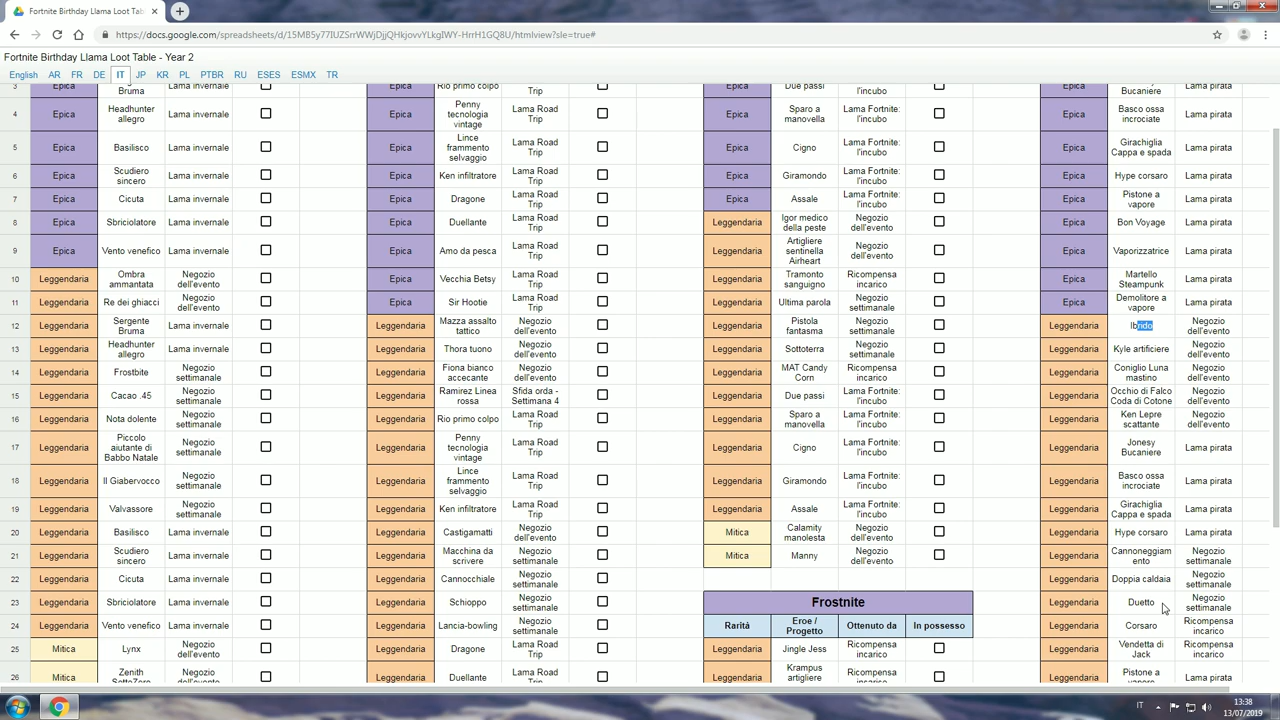 Fortnite Birthday Llama Loot Table
https://docs.google.com/spreadsheets/d/15M85y77IUZSrrWWjDjjQHkjovvYLkgIWY-HrrH1GQ8U/htmlview?sle=true#
Fortnite Birthday Llama Loot Table - Year 2
English AR FR DE IT JP KR PL PTBR RU ESES ESMX TR
3 Epica Bruma Lama invernale Epica Rio primo colpo Lama Road Trip Epica Due passi Lama Fortnite: l'incubo Epica Bucaniere Lama pirata
4 Epica Headhunter allegro Lama invernale Epica Penny tecnologia vintage Lama Road Trip Epica Sparo a manovella Lama Fortnite: l'incubo Epica Basco ossa incrociate Lama pirata
5 Epica Basilisco Lama invernale Epica Lince frammento selvaggio Lama Road Trip Epica Cigno Lama Fortnite: l'incubo Epica Girachiglia Cappa e spada Lama pirata
6 Epica Scudiero sincero Lama invernale Epica Ken infiltratore Lama Road Trip Epica Giramondo Lama Fortnite: l'incubo Epica Hype corsaro Lama pirata
7 Epica Cicuta Lama invernale Epica Dragone Lama Road Trip Epica Assale Lama Fortnite: l'incubo Epica Pistone a vapore Lama pirata
8 Epica Sbriciolatore Lama invernale Epica Duellante Lama Road Trip Leggendaria Igor medico della peste Negozio dell'evento Epica Bon Voyage Lama pirata
9 Epica Vento venefico Lama invernale Epica Amo da pesca Lama Road Trip Leggendaria Artigliere sentinella Airheart Negozio dell'evento Epica Vaporizzatrice Lama pirata
10 Leggendaria Ombra ammantata Negozio dell'evento Epica Vecchia Betsy Lama Road Trip Leggendaria Tramonto sanguigno Ricompensa incarico Epica Martello Steampunk Lama pirata
11 Leggendaria Re dei ghiacci Negozio dell'evento Epica Sir Hootie Lama Road Trip Leggendaria Ultima parola Negozio settimanale Epica Demolitore a vapore Lama pirata
12 Leggendaria Sergente Bruma Lama invernale Leggendaria Mazza assalto tattico Negozio dell'evento Leggendaria Pistola fantasma Negozio settimanale Leggendaria Ibrido Negozio dell'evento
13 Leggendaria Headhunter allegro Lama invernale Leggendaria Thora tuono Negozio dell'evento Leggendaria Sottoterra Negozio settimanale Leggendaria Kyle artificiere Negozio dell'evento
14 Leggendaria Frostbite Negozio settimanale Leggendaria Fiona bianco accecante Negozio dell'evento Leggendaria MAT Candy Corn Ricompensa incarico Leggendaria Coniglio Luna mastino Negozio dell'evento
15 Leggendaria Cacao .45 Negozio settimanale Leggendaria Ramirez Linea rossa Sfida orda - Settimana 4 Leggendaria Due passi Lama Fortnite: l'incubo Leggendaria Occhio di Falco Coda di Cotone Negozio dell'evento
16 Leggendaria Nota dolente Negozio settimanale Leggendaria Rio primo colpo Lama Road Trip Leggendaria Sparo a manovella Lama Fortnite: l'incubo Leggendaria Ken Lepre scattante Negozio dell'evento
17 Leggendaria Piccolo aiutante di Babbo Natale Negozio settimanale Leggendaria Penny tecnologia vintage Lama Road Trip Leggendaria Cigno Lama Fortnite: l'incubo Leggendaria Jonesy Bucaniere Lama pirata
18 Leggendaria Il Giabervocco Negozio settimanale Leggendaria Lince frammento selvaggio Lama Road Trip Leggendaria Giramondo Lama Fortnite: l'incubo Leggendaria Basco ossa incrociate Lama pirata
19 Leggendaria Valvassore Negozio settimanale Leggendaria Ken infiltratore Lama Road Trip Leggendaria Assale Lama Fortnite: l'incubo Leggendaria Girachiglia Cappa e spada Lama pirata
20 Leggendaria Basilisco Lama invernale Leggendaria Castigamatti Negozio dell'evento Mitica Calamity manolesta Negozio dell'evento Leggendaria Hype corsaro Lama pirata
21 Leggendaria Scudiero sincero Lama invernale Leggendaria Macchina da scrivere Negozio settimanale Mitica Manny Negozio dell'evento Leggendaria Cannoneggiamento Negozio settimanale
22 Leggendaria Cicuta Lama invernale Leggendaria Cannocchiale Negozio settimanale Leggendaria Doppia caldaia Negozio settimanale
23 Leggendaria Sbriciolatore Lama invernale Leggendaria Schioppo Lama Road Trip Frostnite Leggendaria Duetto Negozio settimanale
24 Leggendaria Vento venefico Lama invernale Leggendaria Lancia-bowling Lama Road Trip Rarità Eroe / Progetto Ottenuto da In possesso Leggendaria Corsaro Ricompensa incarico
25 Mitica Lynx Negozio dell'evento Leggendaria Dragone Lama Road Trip Leggendaria Jingle Jess Ricompensa incarico Leggendaria Vendetta di Jack Ricompensa incarico
26 Mitica Zenith SottoZero Negozio dell'evento Leggendaria Duellante Lama Road Trip Leggendaria Krampus artigliere Ricompensa incarico Leggendaria Pistone a vapore Lama pirata
IT 13:38
13/07/2019